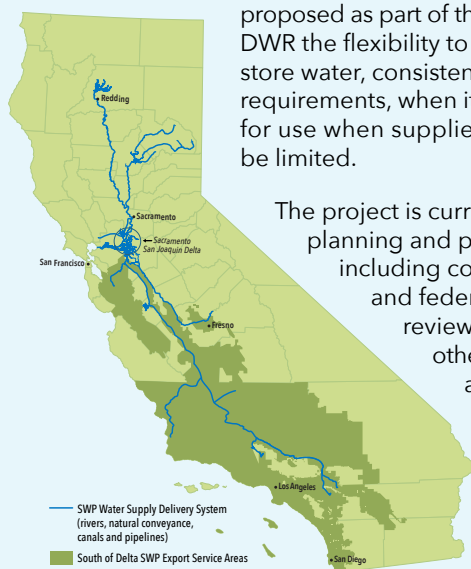 proposed as part of th
DWR the flexibility to
store water, consisten
requirements, when i
for use when supplie
be limited.
The project is curr
planning and p
including co
and feder
review
othe
a
Redding
Sacramento
Sacramento
San Joaquin Delta
San Francisco
Fresno
Los Angeles
San Diego
SWP Water Supply Delivery System
(rivers, natural conveyance,
canals and pipelines)
South of Delta SWP Export Service Areas